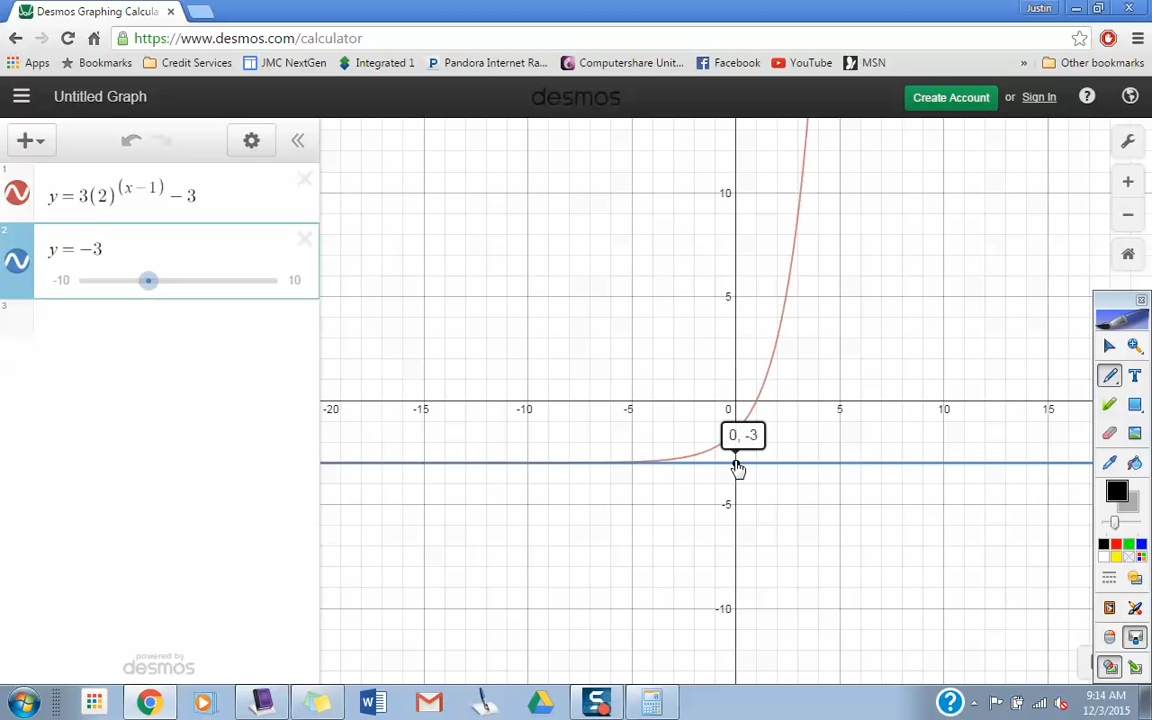 Desmos Graphing Calcula
Justin
https://www.desmos.com/calculator
Apps Bookmarks Credit Services JMC NextGen Integrated 1 Pandora Internet Ra... Computershare Unit... Facebook YouTube MSN » Other bookmarks
Untitled Graph desmos Create Account or Sign In
1
y = 3(2)^(x−1) − 3
2
y = −3
-10 10
3
10
5
-20 -15 -10 -5 0 5 10 15
0, -3
-5
-10
powered by
desmos
T
9:14 AM
12/3/2015